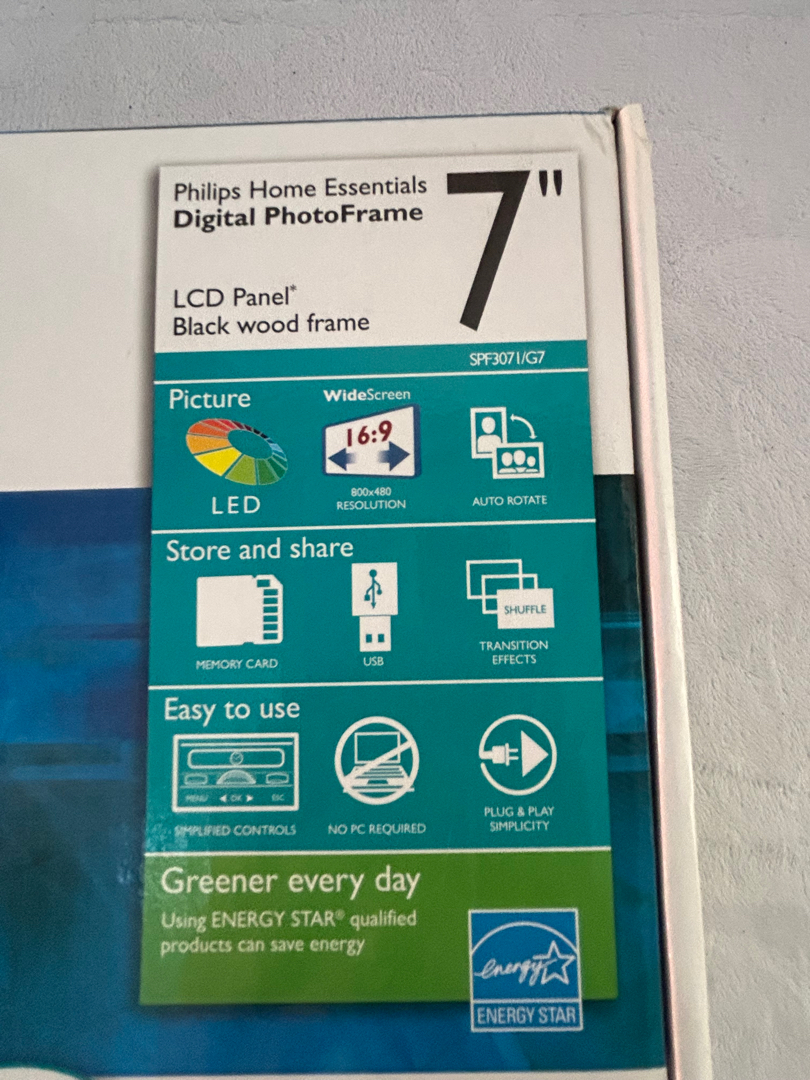 Philips Home Essentials
Digital PhotoFrame
7"
LCD Panel*
Black wood frame
SPF3071/G7
Picture
LED
WideScreen
16:9
800x480
RESOLUTION
AUTO ROTATE
Store and share
MEMORY CARD
USB
SHUFFLE
TRANSITION
EFFECTS
Easy to use
MENU ◀ OK ▶ ESC
SIMPLIFIED CONTROLS
NO PC REQUIRED
PLUG & PLAY
SIMPLICITY
Greener every day
Using ENERGY STAR® qualified
products can save energy
energy
ENERGY STAR